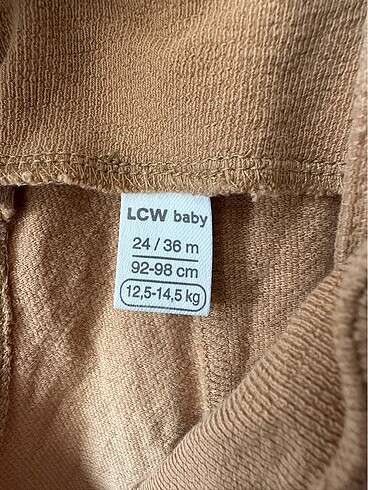 LCW baby
24 / 36 m
92-98 cm
12,5-14,5 kg